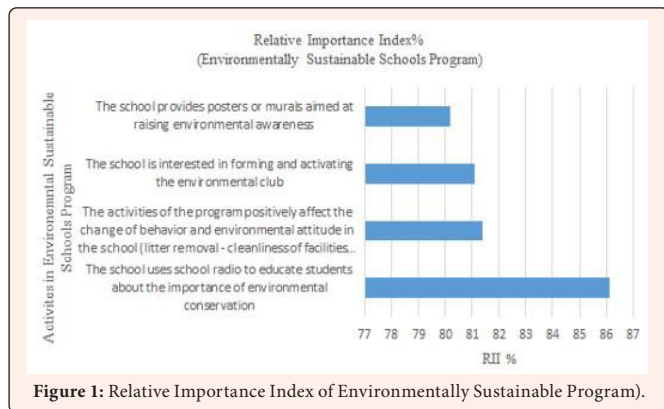 Relative Importance Index%
(Environmentally Sustainable Schools Program)
Activites in Environemntal Sustainable
Schools Program
The school provides posters or murals aimed at
raising environmental awareness
The school is interested in forming and activating
the environmental club
The activities of the program positively affect the
change of behavior and environmental attitude in
the school (litter removal - cleanliness of facilities...
The school uses school radio to educate students
about the importance of environmental
conservation
77 78 79 80 81 82 83 84 85 86 87
RII %
Figure 1: Relative Importance Index of Environmentally Sustainable Program).